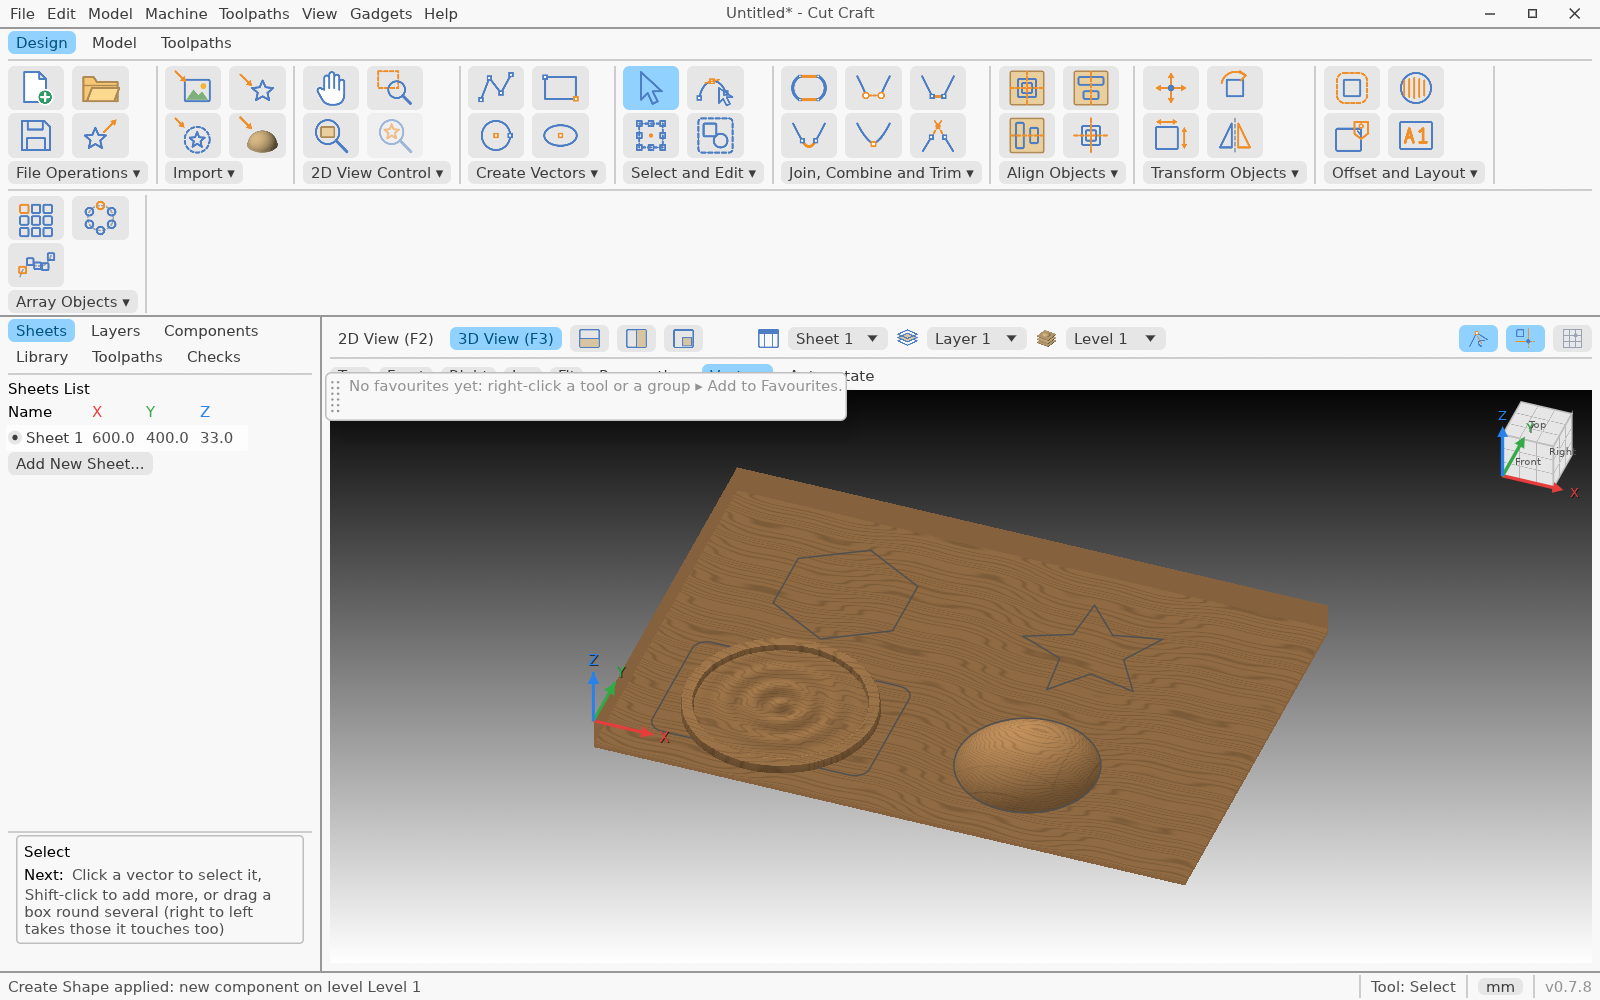 File Edit Model Machine Toolpaths View Gadgets Help
Untitled* - Cut Craft
Design Model Toolpaths
File Operations ▾
Import ▾
2D View Control ▾
Create Vectors ▾
Select and Edit ▾
Join, Combine and Trim ▾
Align Objects ▾
Transform Objects ▾
A1
Offset and Layout ▾
Array Objects ▾
Sheets Layers Components
Library Toolpaths Checks
Sheets List
Name X Y Z
Sheet 1 600.0 400.0 33.0
Add New Sheet...
2D View (F2) 3D View (F3) Sheet 1 Layer 1 Level 1
No favourites yet: right-click a tool or a group ▸ Add to Favourites.
Z
Y
Top
Right
Front
X
Z
Y
X
Select
Next: Click a vector to select it,
Shift-click to add more, or drag a
box round several (right to left
takes those it touches too)
Create Shape applied: new component on level Level 1
Tool: Select mm v0.7.8